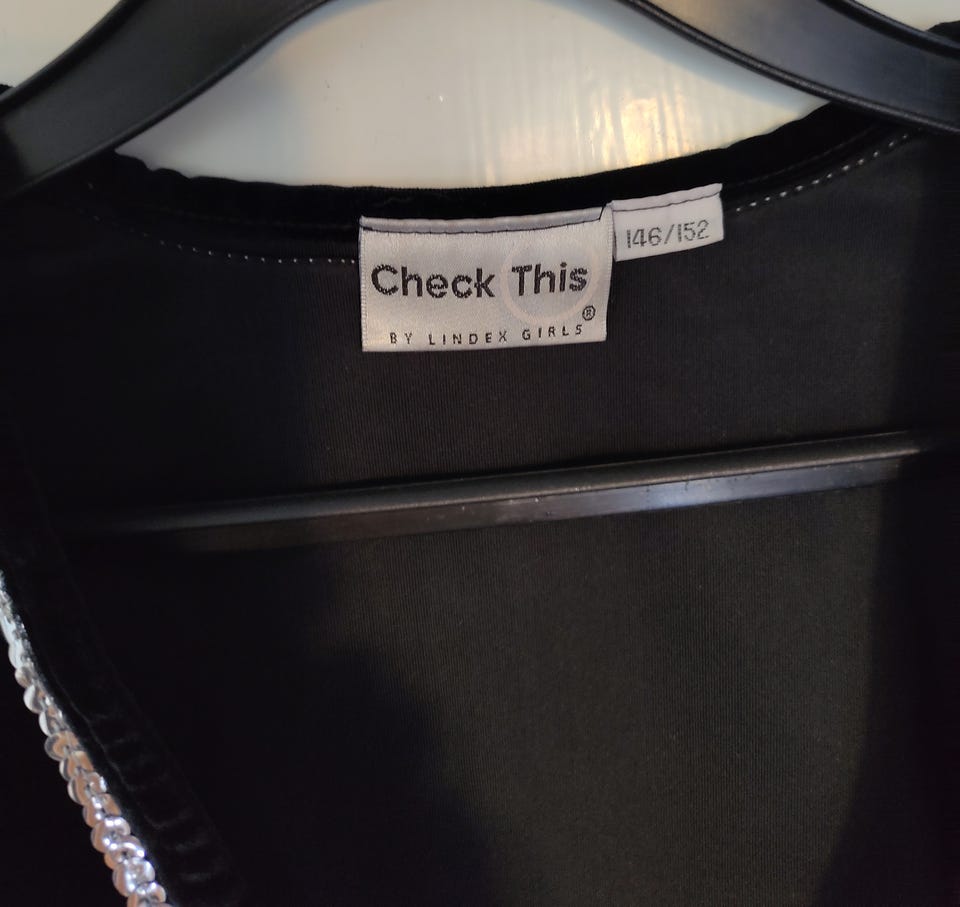 Check This
®
BY LINDEX GIRLS
146/152